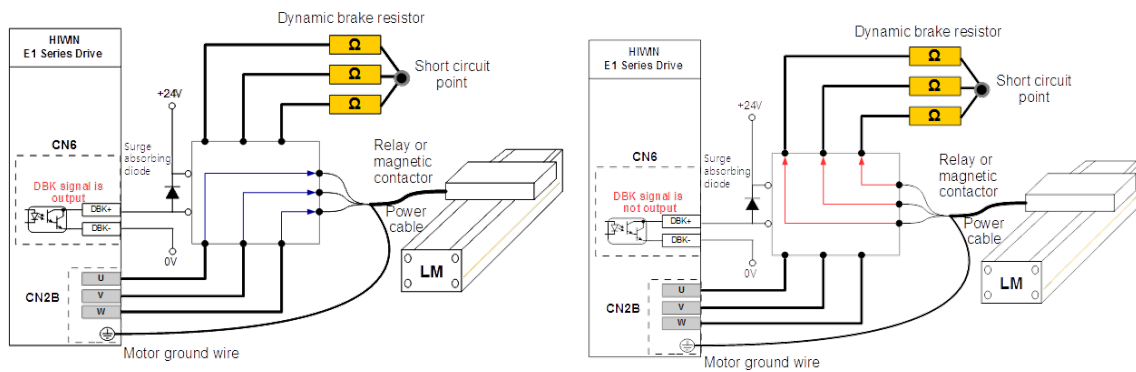 Dynamic brake resistor
HIWIN
E1 Series Drive
Ω
Ω
Ω
Short circuit
point
+24V
CN6
Surge
absorbing
diode
Relay or
magnetic
contactor
DBK signal is
output
DBK+
DBK-
Power
cable
0V
LM
CN2B
U
V
W
Motor ground wire
Dynamic brake resistor
HIWIN
E1 Series Drive
Ω
Ω
Ω
Short circuit
point
+24V
CN6
Surge
absorbing
diode
Relay or
magnetic
contactor
DBK signal is
not output
DBK+
DBK-
Power
cable
0V
LM
CN2B
U
V
W
Motor ground wire